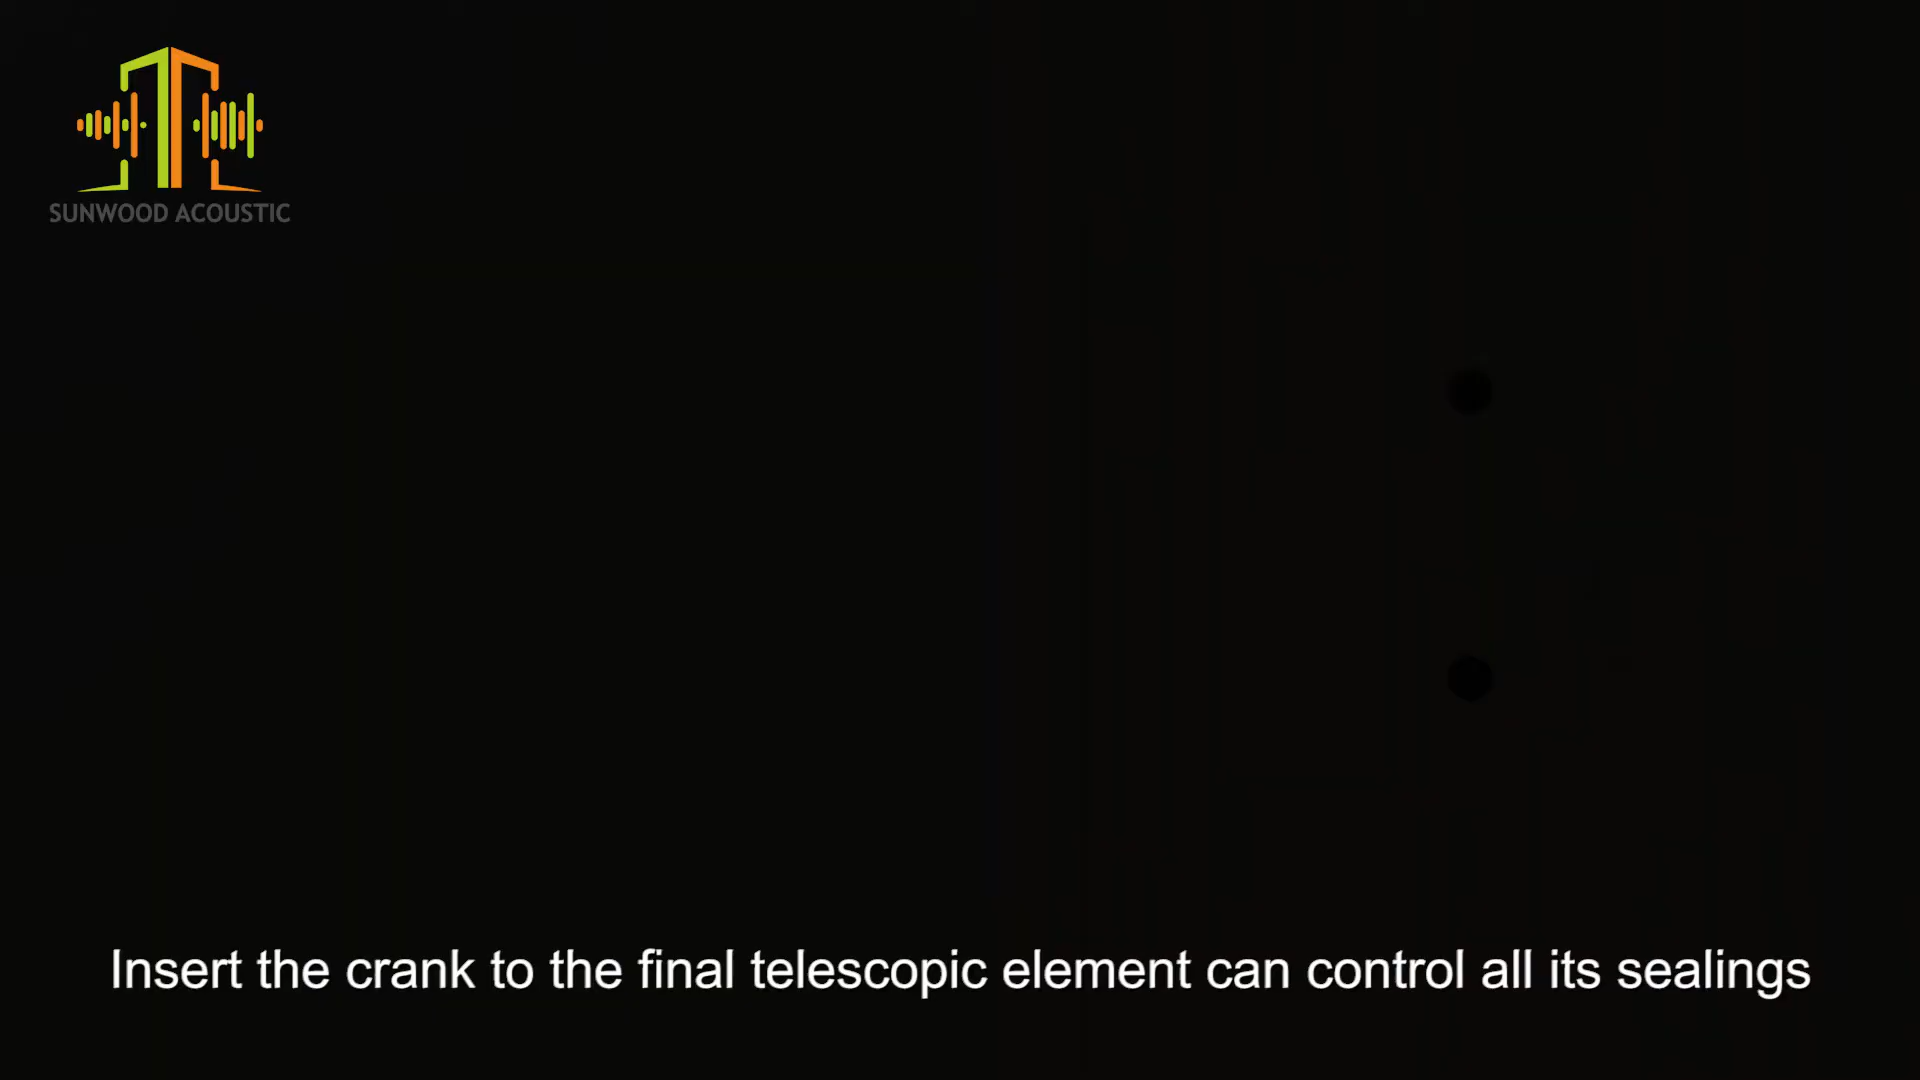 SUNWOOD ACOUSTIC
Insert the crank to the final telescopic element can control all its sealings